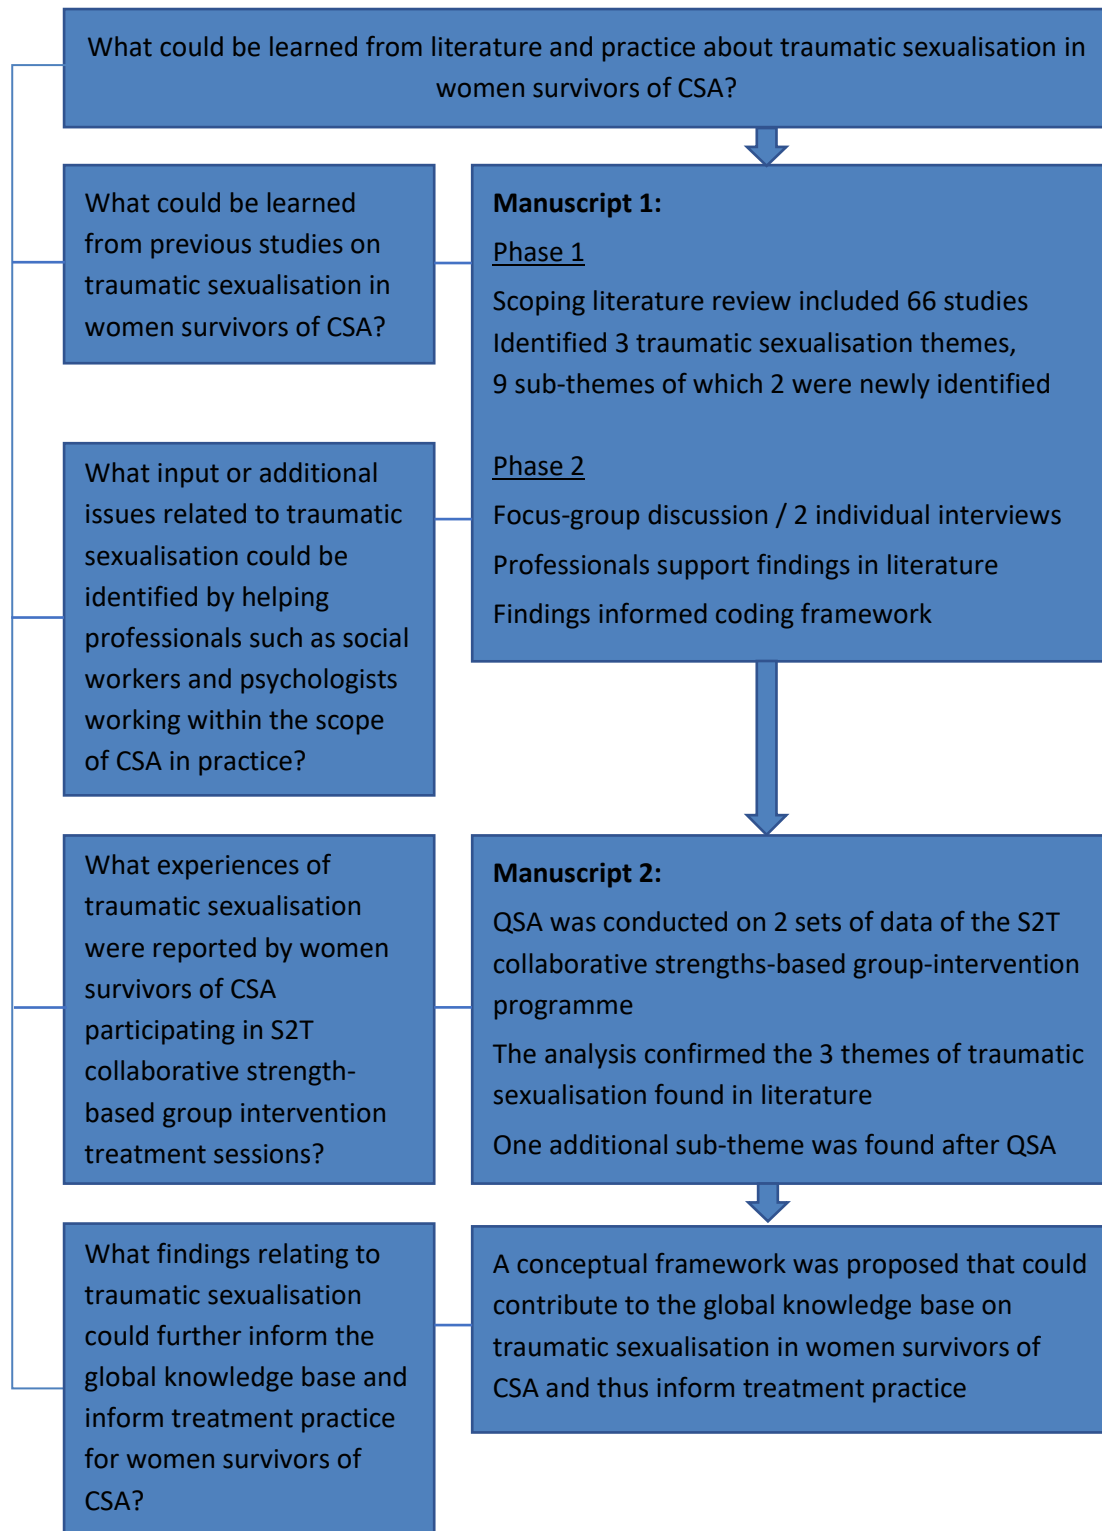 What could be learned from literature and practice about traumatic sexualisation in
women survivors of CSA?
What could be learned
from previous studies on
traumatic sexualisation in
women survivors of CSA?
Manuscript 1:
Phase 1
Scoping literature review included 66 studies
Identified 3 traumatic sexualisation themes,
9 sub-themes of which 2 were newly identified
What input or additional
issues related to traumatic
sexualisation could be
identified by helping
professionals such as social
workers and psychologists
working within the scope
of CSA in practice?
Phase 2
Focus-group discussion / 2 individual interviews
Professionals support findings in literature
Findings informed coding framework
What experiences of
traumatic sexualisation
were reported by women
survivors of CSA
participating in S2T
collaborative strength-
based group intervention
treatment sessions?
Manuscript 2:
QSA was conducted on 2 sets of data of the S2T
collaborative strengths-based group-intervention
programme
The analysis confirmed the 3 themes of traumatic
sexualisation found in literature
One additional sub-theme was found after QSA
What findings relating to
traumatic sexualisation
could further inform the
global knowledge base and
inform treatment practice
for women survivors of
CSA?
A conceptual framework was proposed that could
contribute to the global knowledge base on
traumatic sexualisation in women survivors of
CSA and thus inform treatment practice